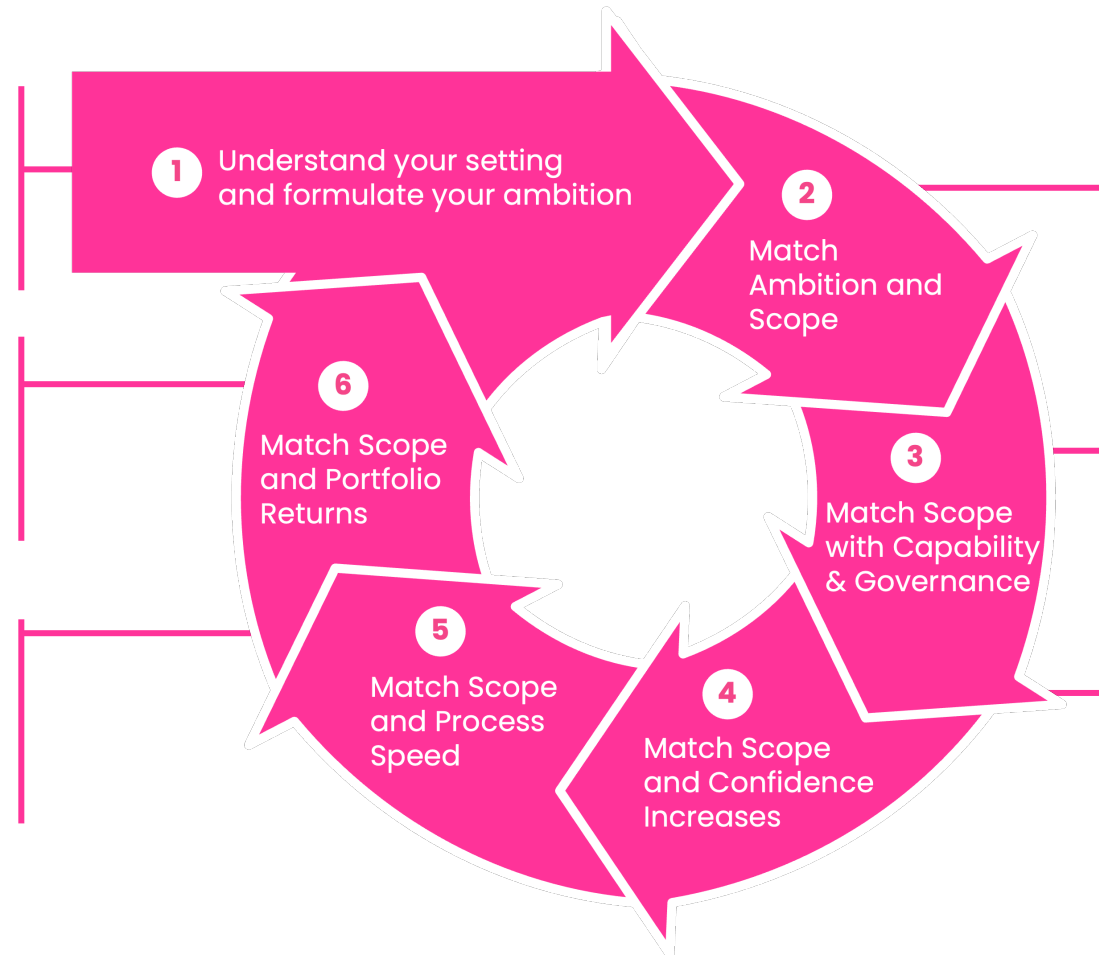 1
Understand your setting
and formulate your ambition
2
Match
Ambition and
Scope
3
Match Scope
with Capability
& Governance
4
Match Scope
and Confidence
Increases
5
Match Scope
and Process
Speed
6
Match Scope
and Portfolio
Returns